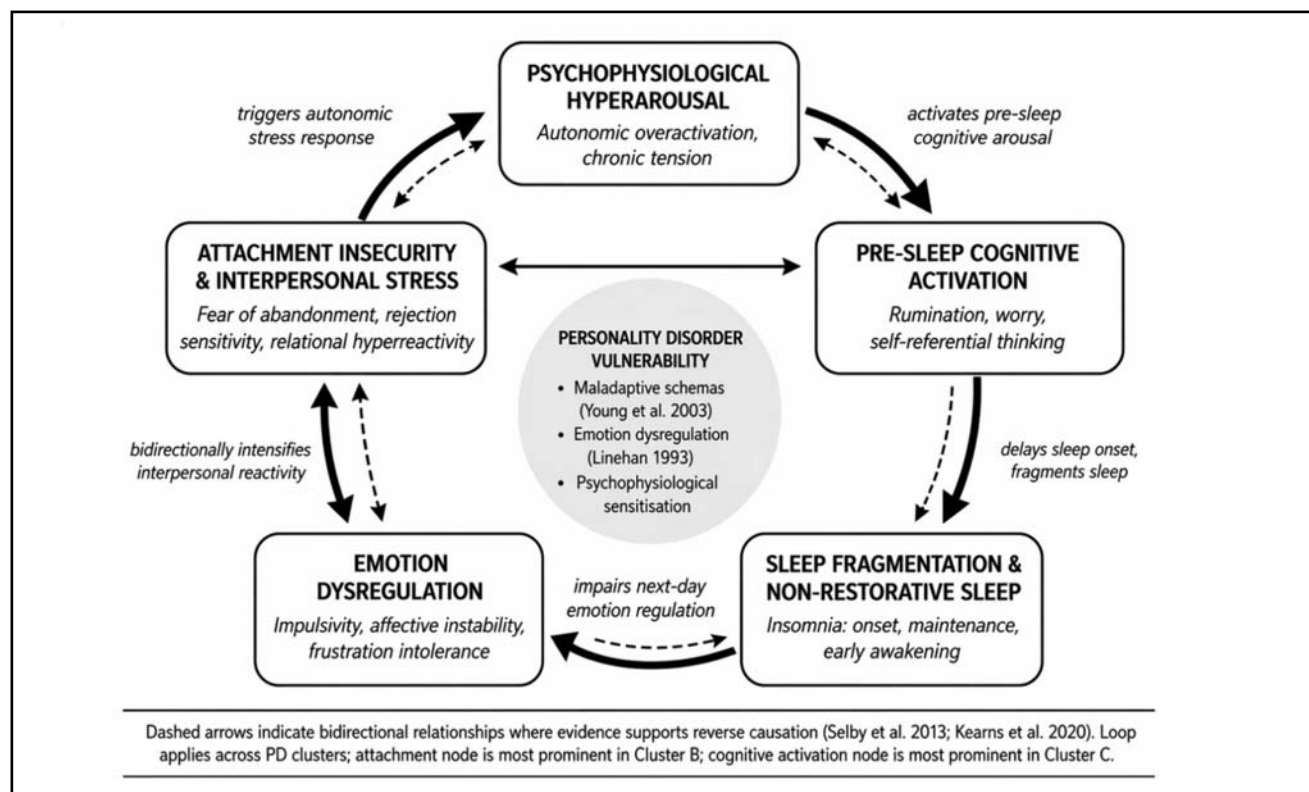 PSYCHOPHYSIOLOGICAL
HYPERAROUSAL
Autonomic overactivation,
chronic tension
triggers autonomic
stress response
activates pre-sleep
cognitive arousal
ATTACHMENT INSECURITY
& INTERPERSONAL STRESS
Fear of abandonment, rejection
sensitivity, relational hyperreactivity
PRE-SLEEP COGNITIVE
ACTIVATION
Rumination, worry,
self-referential thinking
PERSONALITY DISORDER
VULNERABILITY
• Maladaptive schemas
(Young et al. 2003)
• Emotion dysregulation
(Linehan 1993)
• Psychophysiological
sensitisation
bidirectionally intensifies
interpersonal reactivity
delays sleep onset,
fragments sleep
EMOTION
DYSREGULATION
Impulsivity, affective instability,
frustration intolerance
impairs next-day
emotion regulation
SLEEP FRAGMENTATION &
NON-RESTORATIVE SLEEP
Insomnia: onset, maintenance,
early awakening
Dashed arrows indicate bidirectional relationships where evidence supports reverse causation (Selby et al. 2013; Kearns et al. 2020). Loop
applies across PD clusters; attachment node is most prominent in Cluster B; cognitive activation node is most prominent in Cluster C.